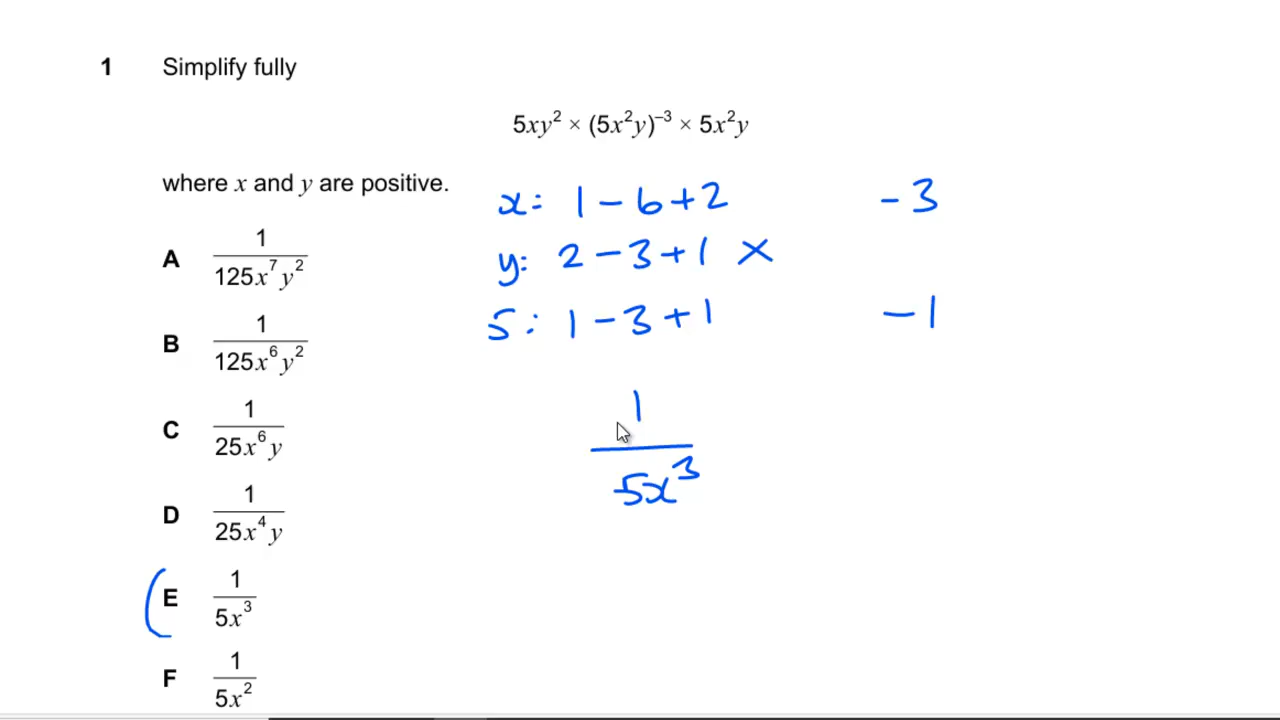 1 Simplify fully
5xy² × (5x²y)⁻³ × 5x²y
where x and y are positive.
x: 1 - 6 + 2 - 3
y: 2 - 3 + 1 ×
5: 1 - 3 + 1 - 1
A 1/125x⁷y²
B 1/125x⁶y²
C 1/25x⁶y
D 1/25x⁴y
E 1/5x³
F 1/5x²
1/5x³